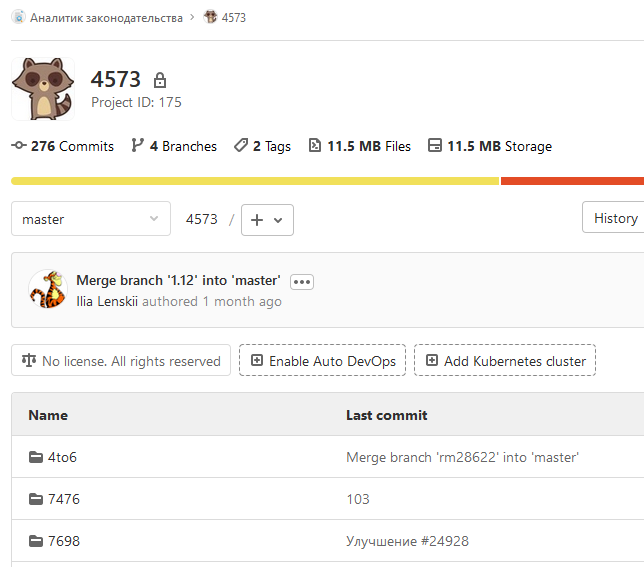 Аналитик законодательства › 4573
4573
Project ID: 175
276 Commits 4 Branches 2 Tags 11.5 MB Files 11.5 MB Storage
master 4573 / + History
Merge branch '1.12' into 'master' •••
Ilia Lenskii authored 1 month ago
No license. All rights reserved Enable Auto DevOps Add Kubernetes cluster
Name Last commit
4to6 Merge branch 'rm28622' into 'master'
7476 103
7698 Улучшение #24928